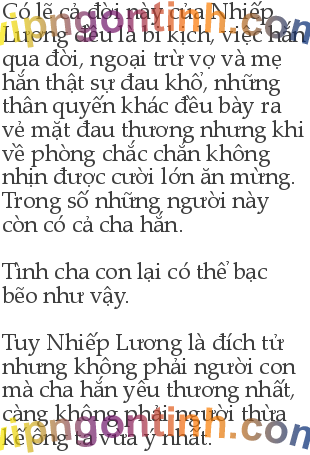 Có lẽ cả đời này của Nhiếp
Lương đều là bi kịch, việc hắn
qua đời, ngoại trừ vợ và mẹ
hắn thật sự đau khổ, những
thân quyến khác đều bày ra
vẻ mặt đau thương nhưng khi
về phòng chắc chắn không
nhịn được cười lớn ăn mừng.
Trong số những người này
còn có cả cha hắn.
Tình cha con lại có thể bạc
bẽo như vậy.
Tuy Nhiếp Lương là đích tử
nhưng không phải người con
mà cha hắn yêu thương nhất,
càng không phải người thừa
kế ông ta vừa ý nhất.
vipngontinh.com
vipngontinh.com